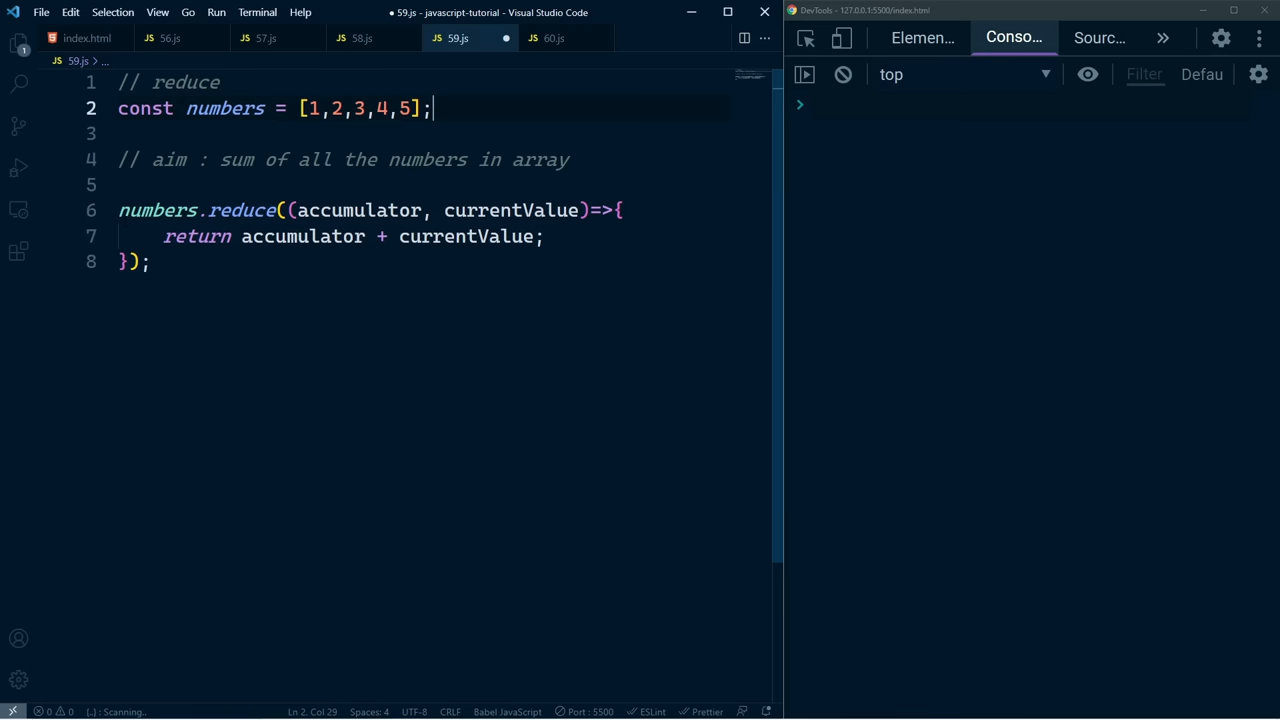 File Edit Selection View Go Run Terminal Help ● 59.js - javascript-tutorial - Visual Studio Code
DevTools - 127.0.0.1:5500/index.html
index.html JS 56.js JS 57.js JS 58.js JS 59.js JS 60.js
Elemen... Conso... Sourc...
JS 59.js > ...
top Filter Defau
1 // reduce
2 const numbers = [1,2,3,4,5];
3
4 // aim : sum of all the numbers in array
5
6 numbers.reduce((accumulator, currentValue)=>{
7 return accumulator + currentValue;
8 });
1
0 0 {..} : Scanning.. Ln 2, Col 29 Spaces: 4 UTF-8 CRLF Babel JavaScript Port : 5500 ESLint Prettier